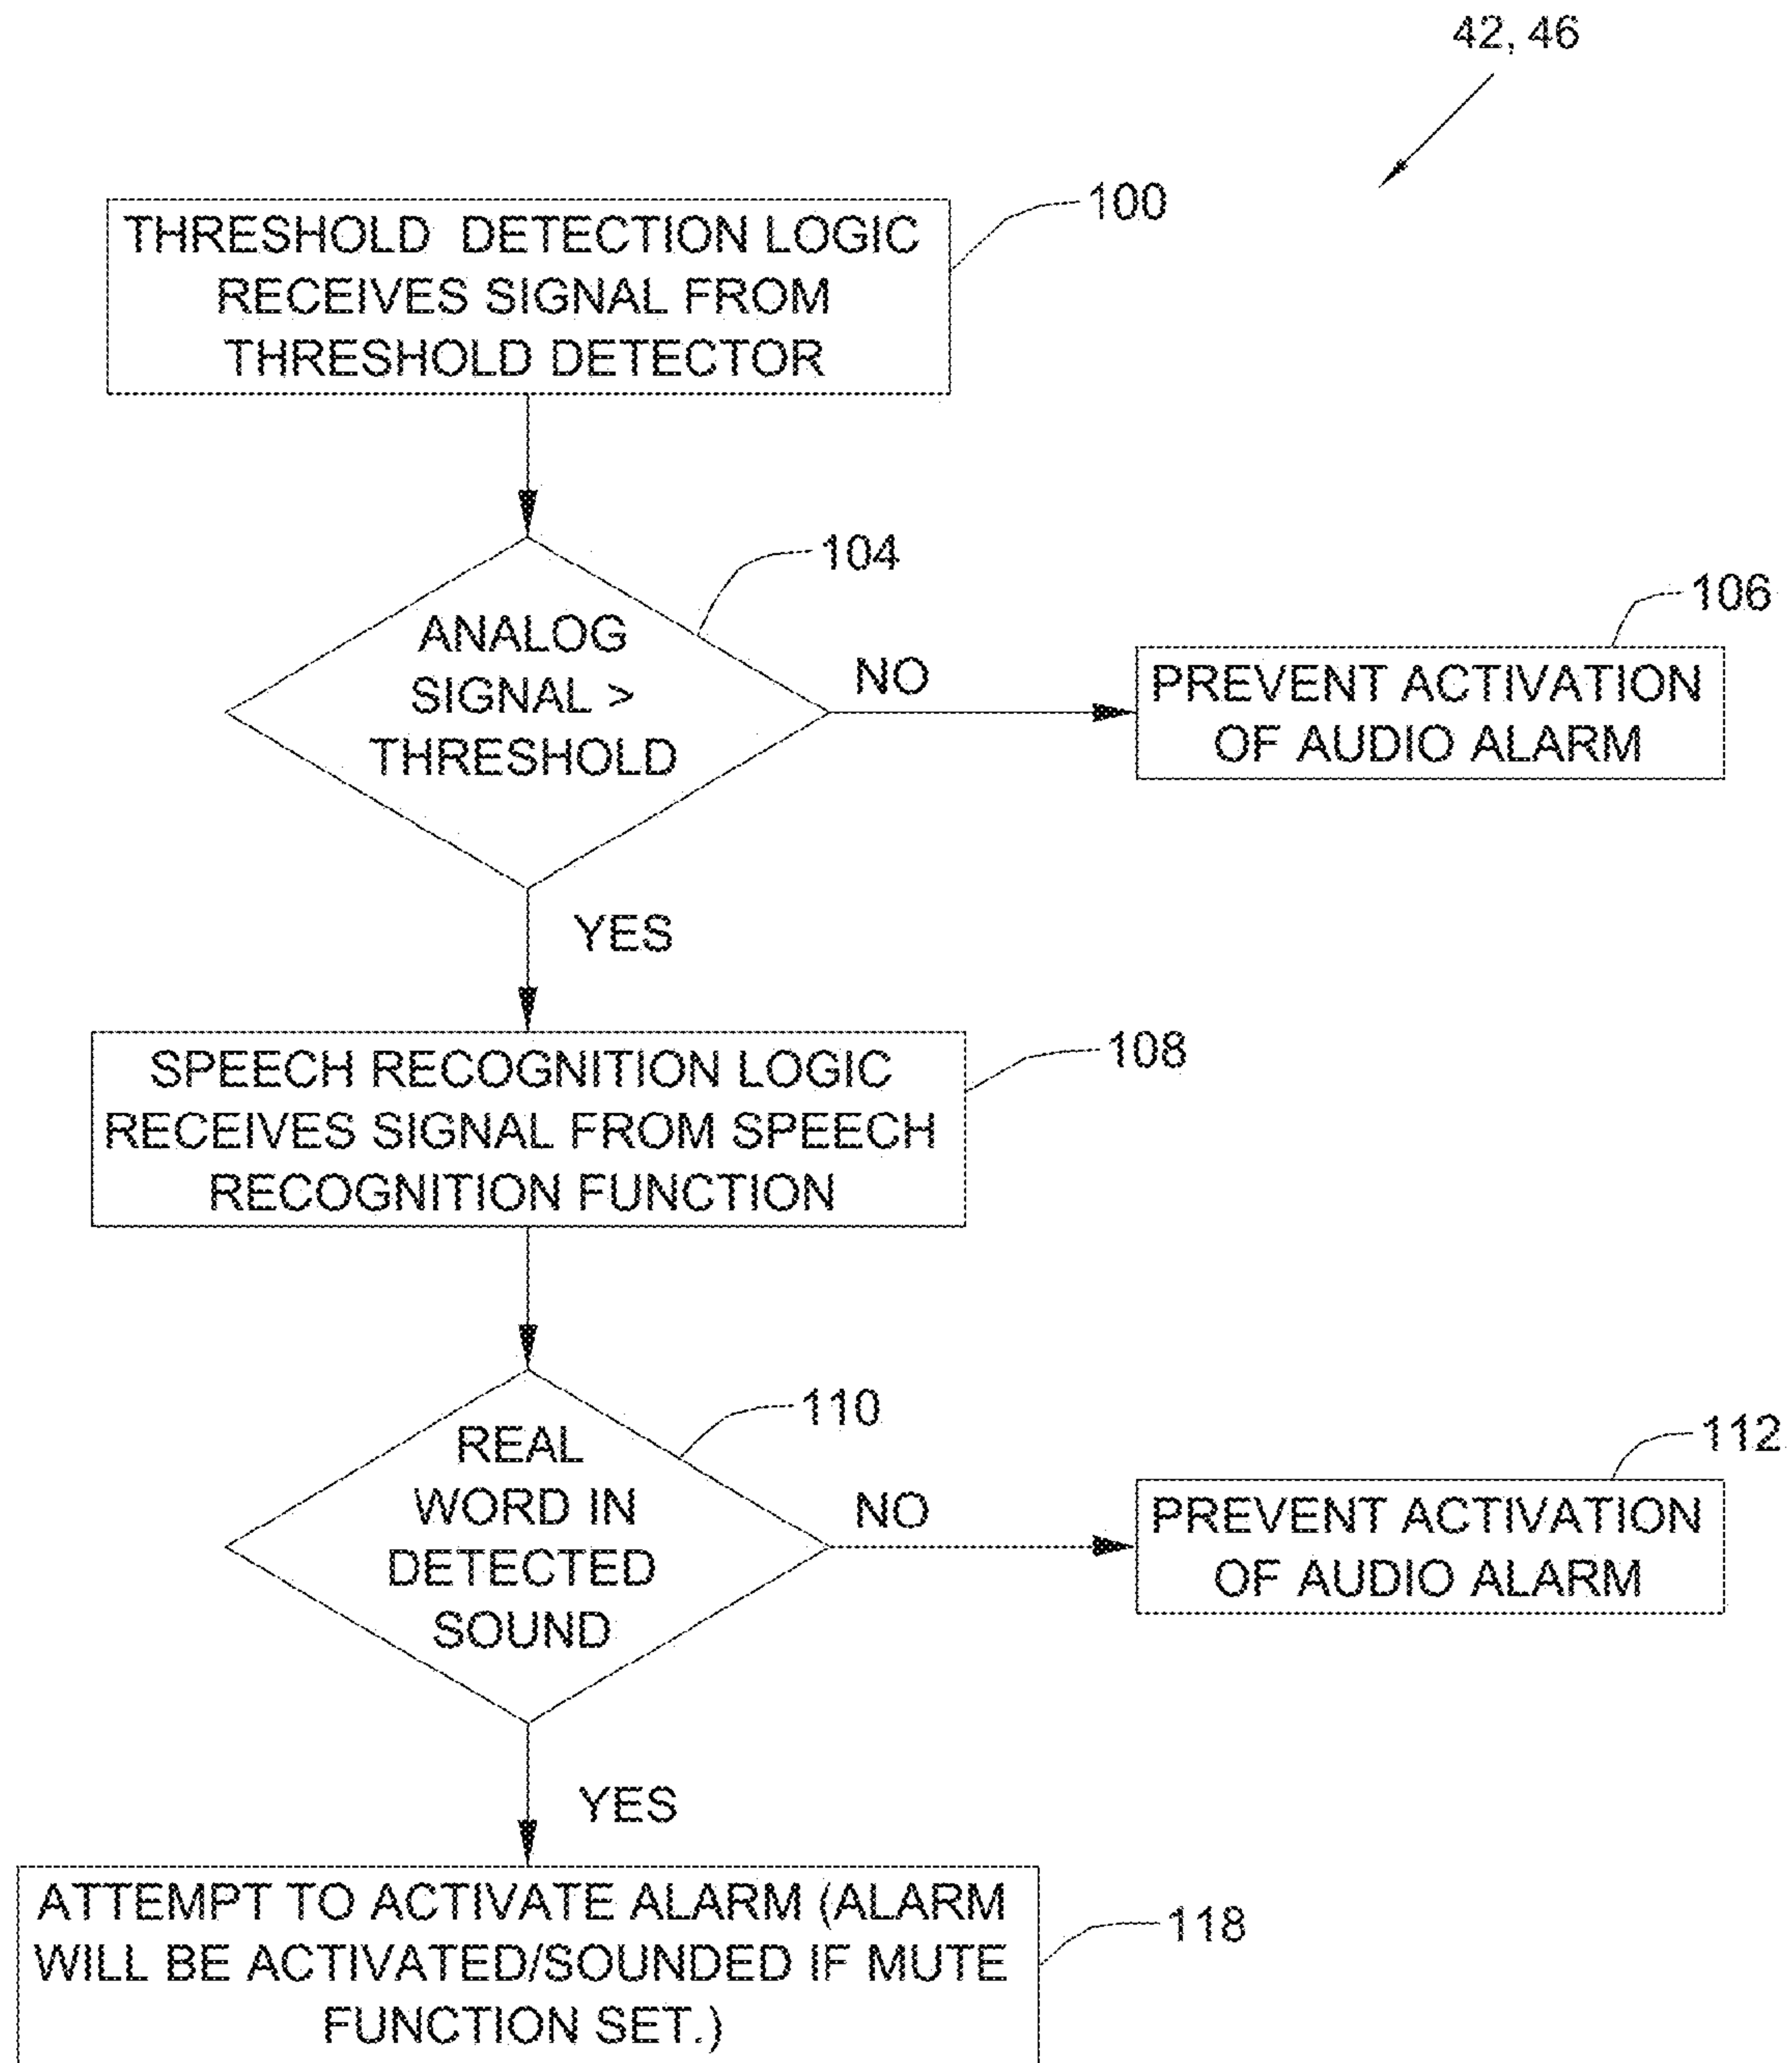 42, 46
100
THRESHOLD DETECTION LOGIC
RECEIVES SIGNAL FROM
THRESHOLD DETECTOR
104
ANALOG
SIGNAL >
THRESHOLD
NO
106
PREVENT ACTIVATION
OF AUDIO ALARM
YES
108
SPEECH RECOGNITION LOGIC
RECEIVES SIGNAL FROM SPEECH
RECOGNITION FUNCTION
110
REAL
WORD IN
DETECTED
SOUND
NO
112
PREVENT ACTIVATION
OF AUDIO ALARM
YES
ATTEMPT TO ACTIVATE ALARM (ALARM
WILL BE ACTIVATED/SOUNDED IF MUTE
FUNCTION SET.)
118